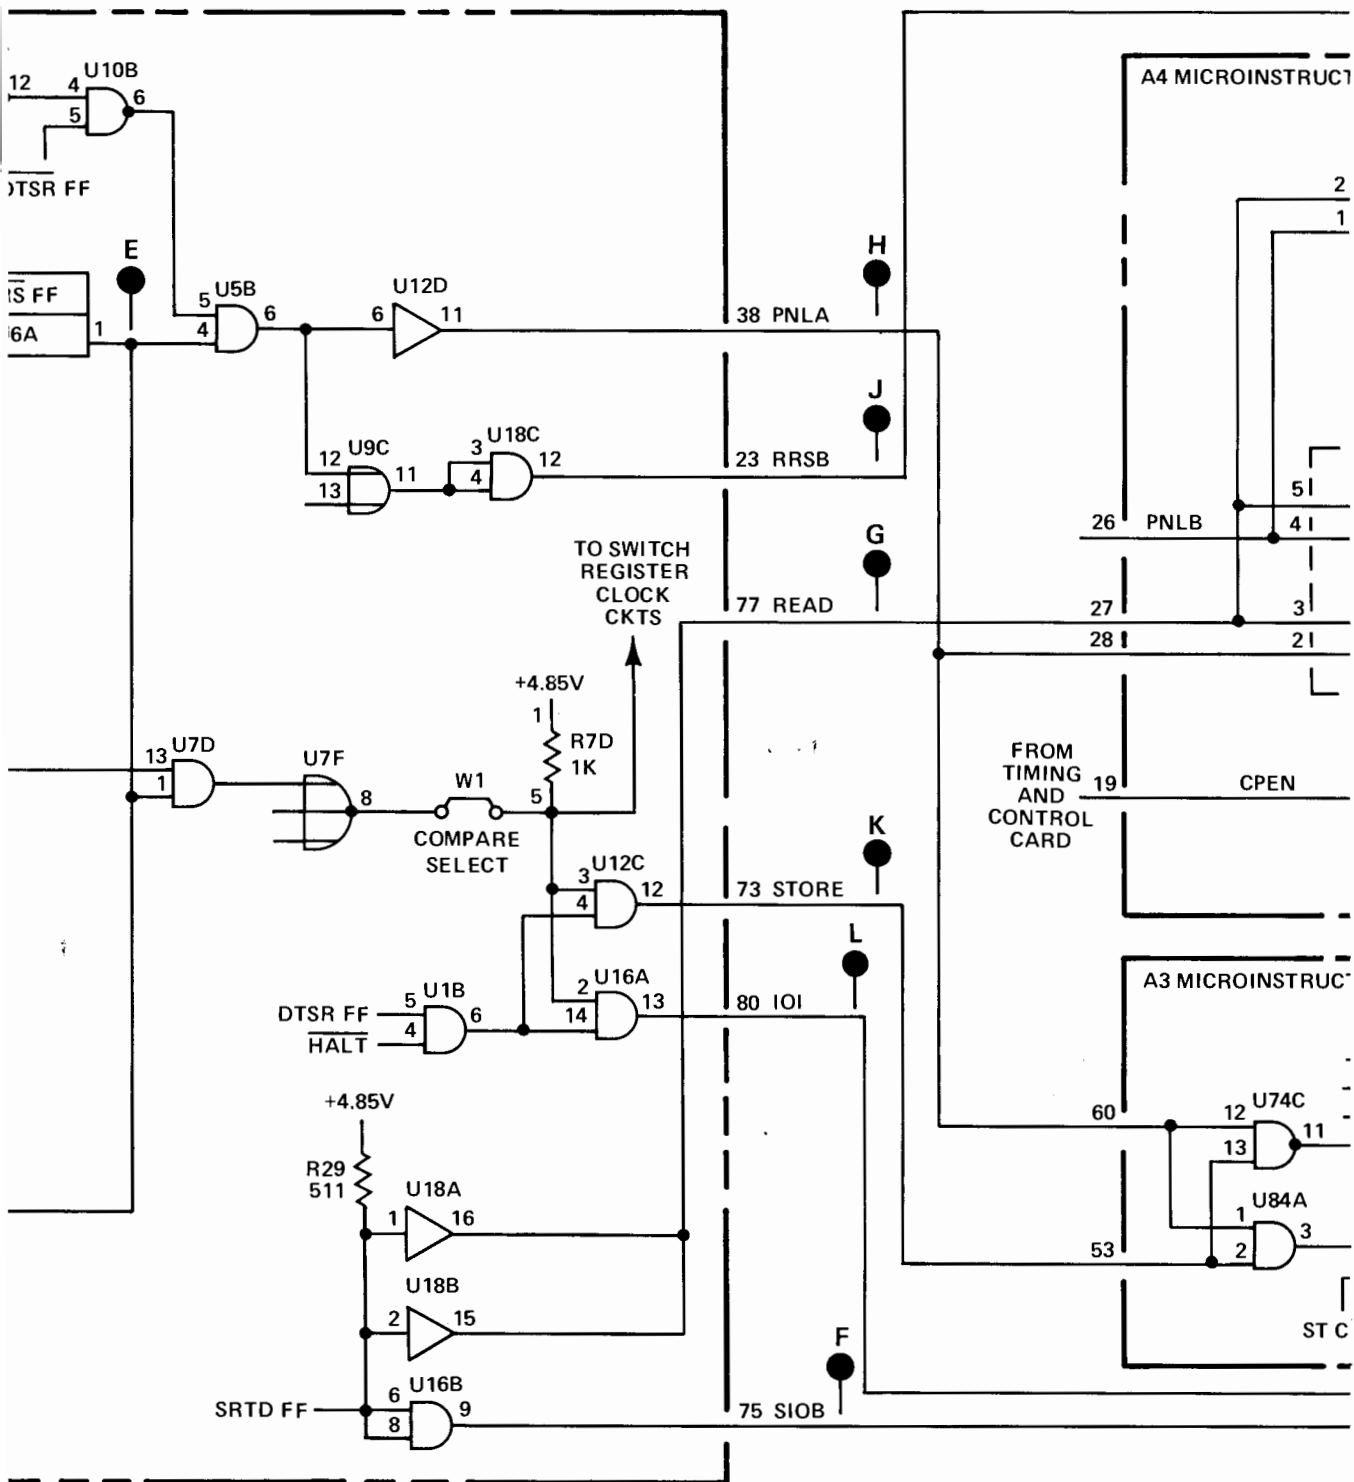 U10B
12
4
6
5
DTSR FF
A4 MICROINSTRUCT
2
1
E
H
RS FF
6A
1
5
U5B
4
6
U12D
6
11
38 PNLA
J
U9C
12
13
11
U18C
3
4
12
23 RRSB
5
26 PNLB
4
G
TO SWITCH
REGISTER
CLOCK
CKTS
77 READ
27
3
28
2
+4.85V
1
R7D
1K
5
13
U7D
1
U7F
8
W1
COMPARE
SELECT
FROM
TIMING
AND
CONTROL
CARD
19
CPEN
K
U12C
3
4
12
73 STORE
L
U16A
2
14
13
80 IOI
A3 MICROINSTRUCT
DTSR FF
5
U1B
HALT
4
6
+4.85V
R29
511
U18A
1
16
60
12
U74C
13
11
U84A
1
2
3
53
U18B
2
15
ST C
F
SRTD FF
6
U16B
8
9
75 SIOB